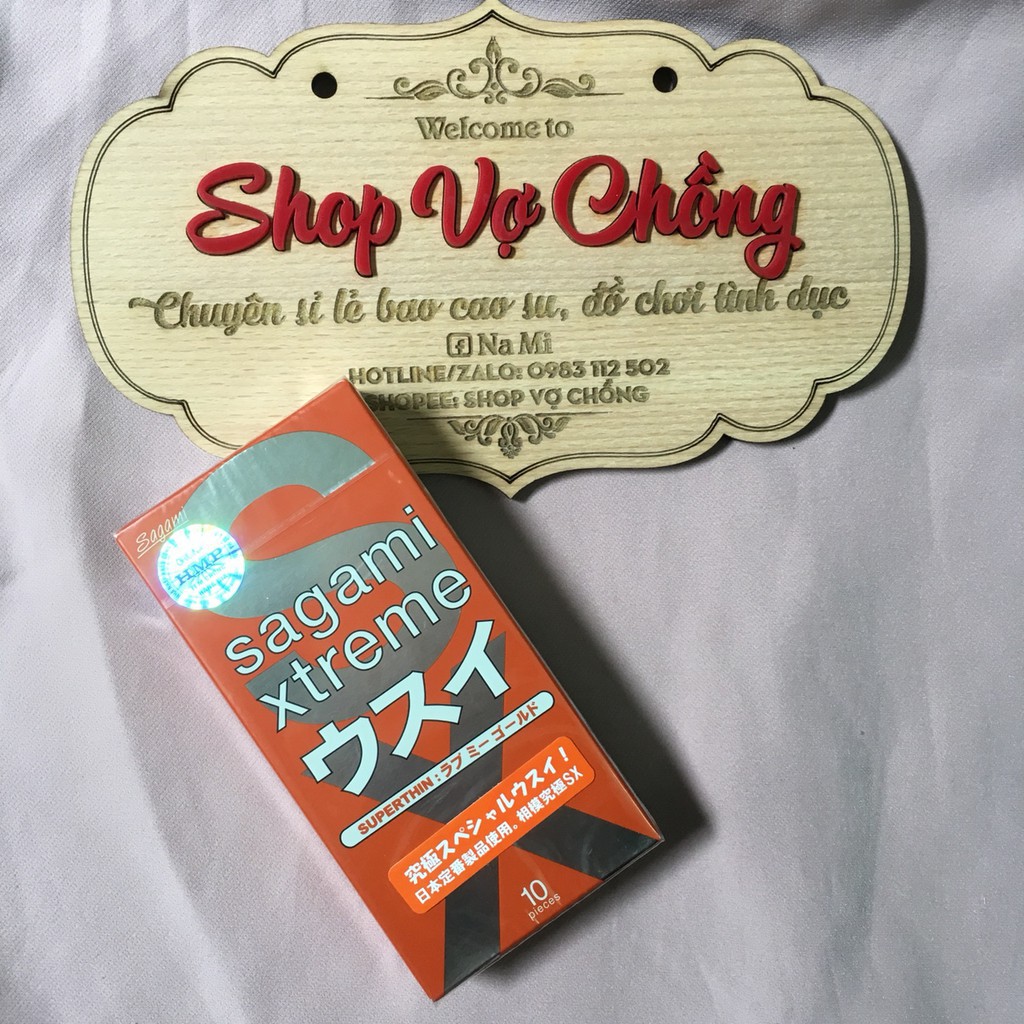 Welcome to
Shop Vợ Chồng
Chuyên sỉ lẻ bao cao su, đồ chơi tình dục
Na Mi
HOTLINE/ZALO: 0983 112 502
SHOPEE: SHOP VỢ CHỒNG
Sagami
HMP
sagami
xtreme
ウスイ
SUPERTHIN : ラブ ミー ゴールド
究極スペシャルウスイ!
日本定番製品使用。相模究極SX
10
pieces